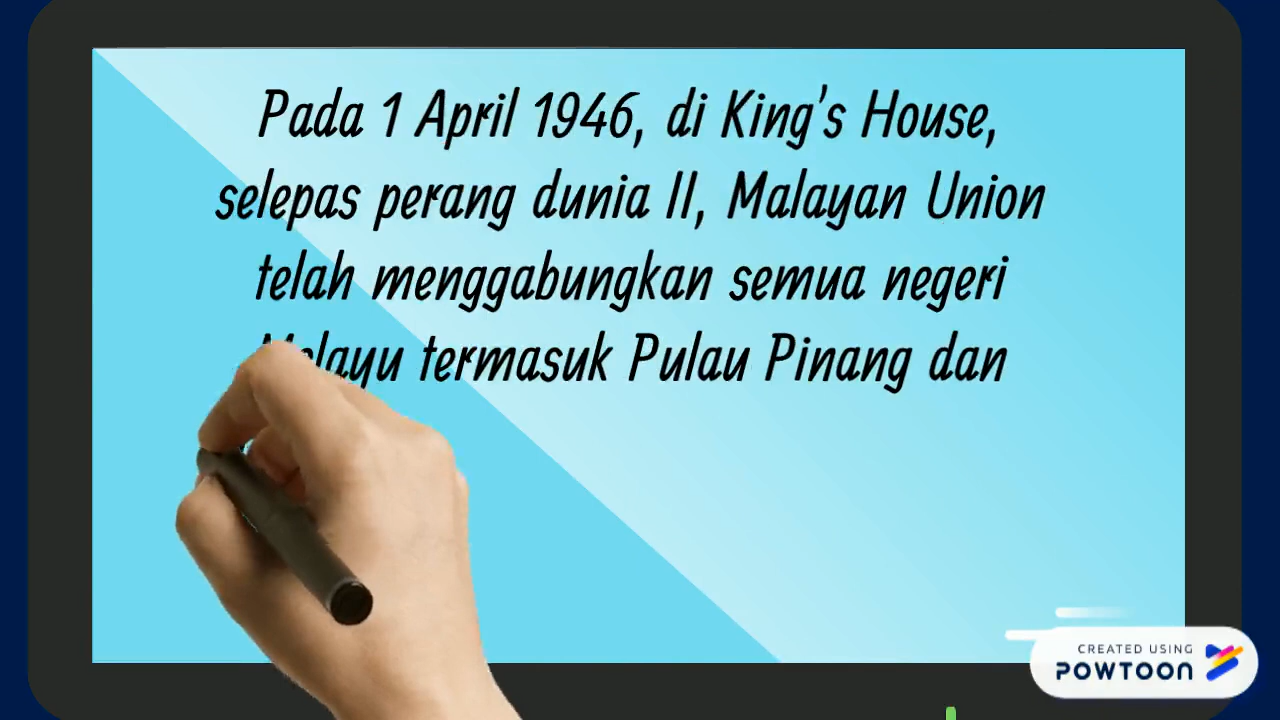 Pada 1 April 1946, di King's House,
selepas perang dunia II, Malayan Union
telah menggabungkan semua negeri
Melayu termasuk Pulau Pinang dan
CREATED USING
POWTOON